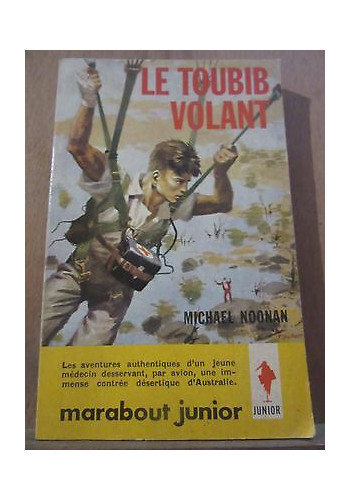 LE TOUBIB
VOLANT
MICHAEL NOONAN
Les aventures authentiques d'un jeune
médecin desservant, par avion, une im-
mense contrée désertique d'Australie.
marabout junior
JUNIOR